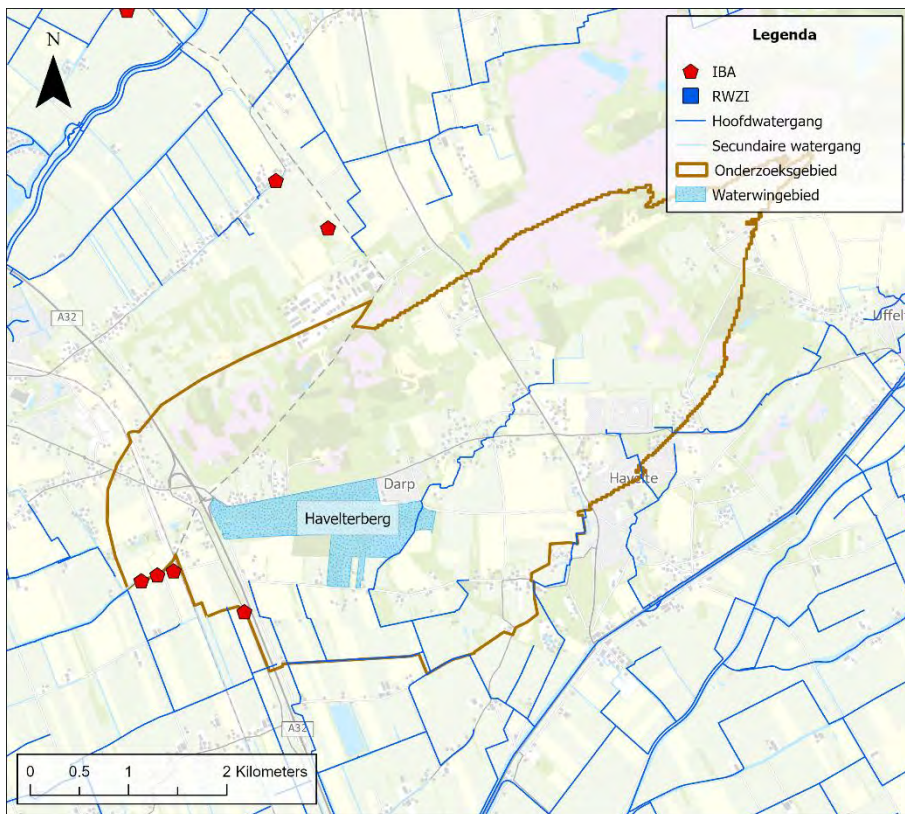 N
Legenda
IBA
RWZI
Hoofdwatergang
Secundaire watergang
Onderzoeksgebied
Waterwingebied
A32
Uffelt
Darp
Havelte
Havelterberg
A32
0 0.5 1 2 Kilometers